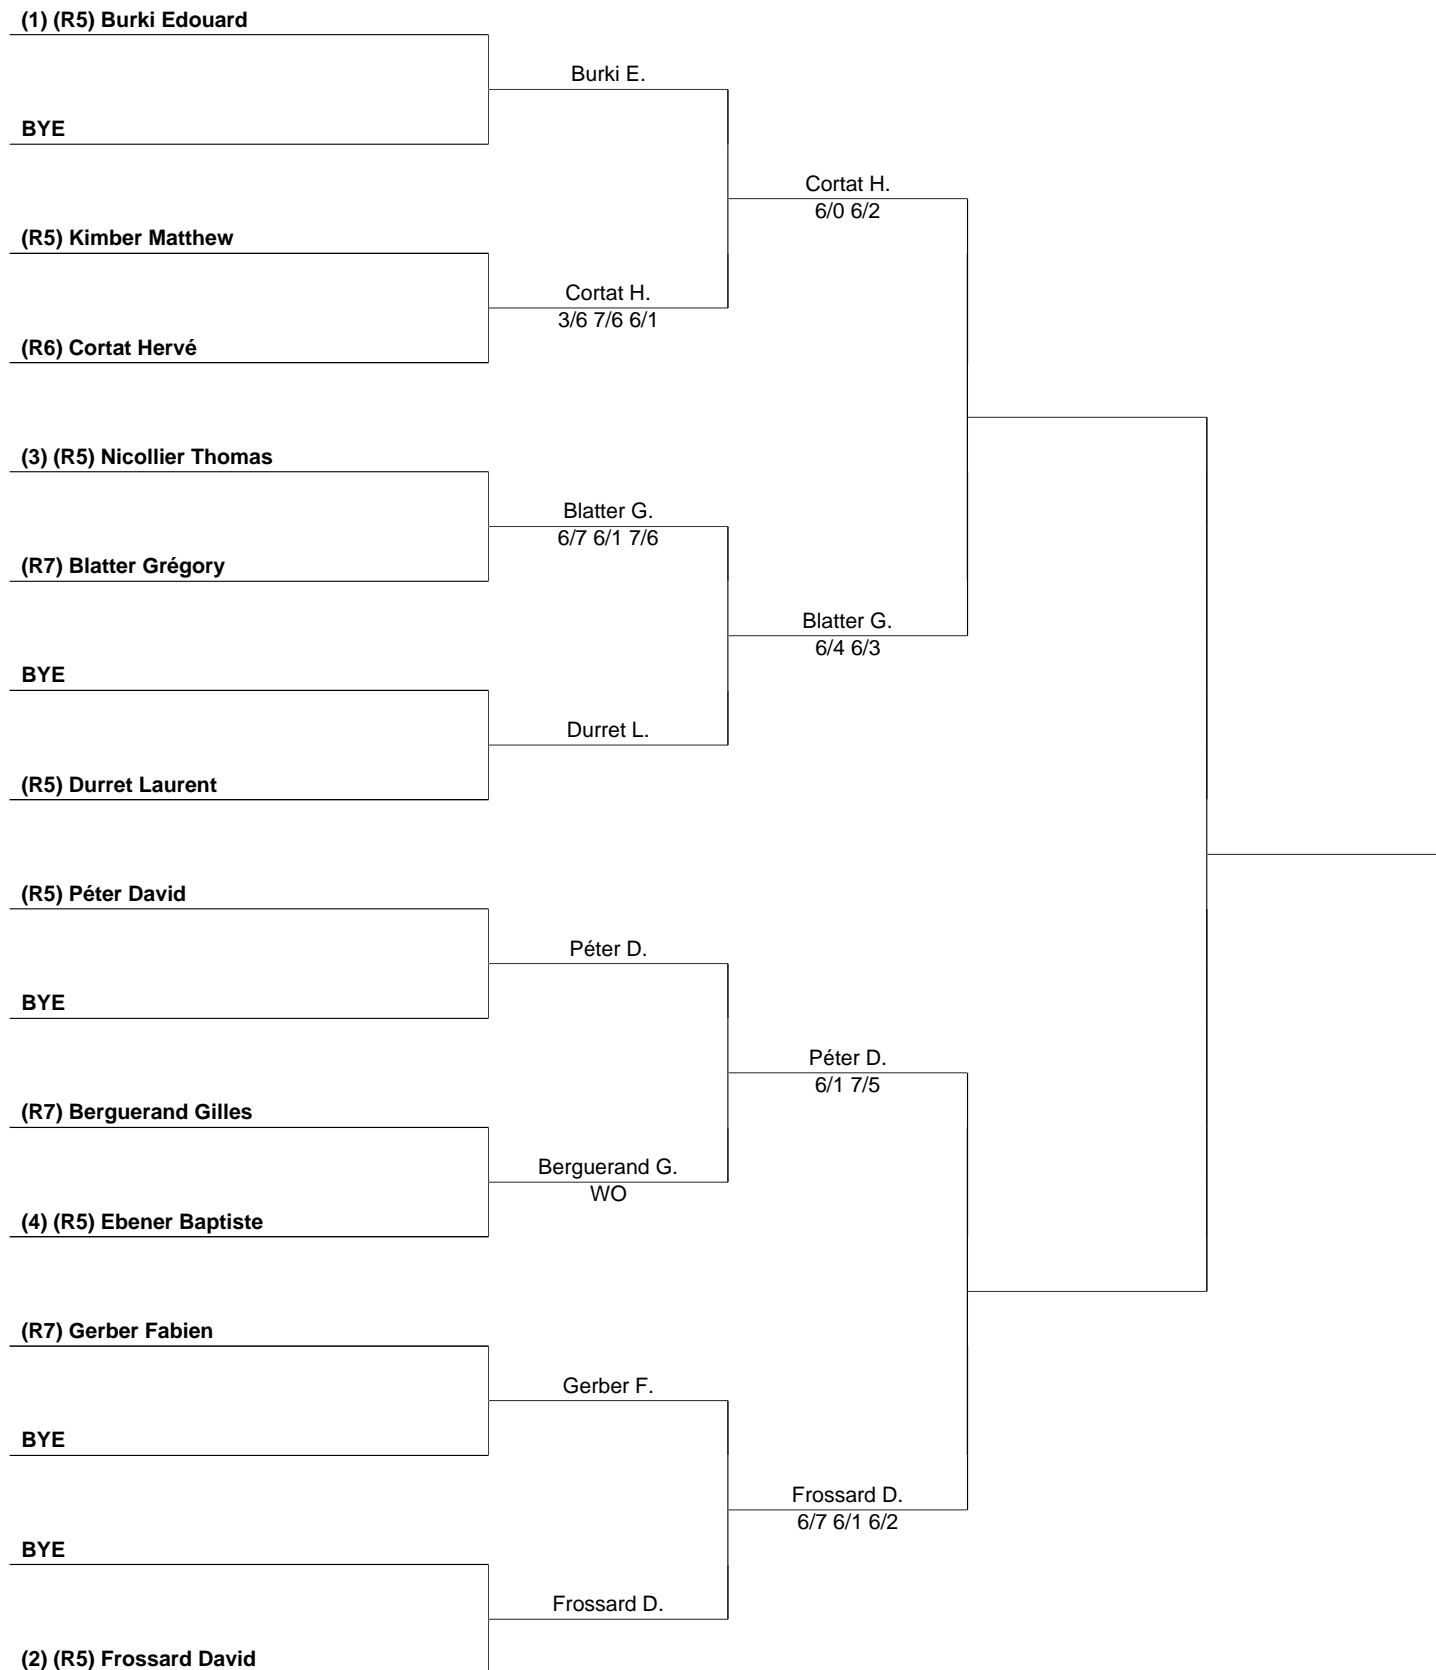 (1) (R5) Burki Edouard
Burki E.
BYE
Cortat H.
6/0 6/2
(R5) Kimber Matthew
Cortat H.
3/6 7/6 6/1
(R6) Cortat Hervé
(3) (R5) Nicollier Thomas
Blatter G.
6/7 6/1 7/6
(R7) Blatter Grégory
Blatter G.
6/4 6/3
BYE
Durret L.
(R5) Durret Laurent
(R5) Péter David
Péter D.
BYE
Péter D.
6/1 7/5
(R7) Berguerand Gilles
Berguerand G.
WO
(4) (R5) Ebener Baptiste
(R7) Gerber Fabien
Gerber F.
BYE
Frossard D.
6/7 6/1 6/2
BYE
Frossard D.
(2) (R5) Frossard David